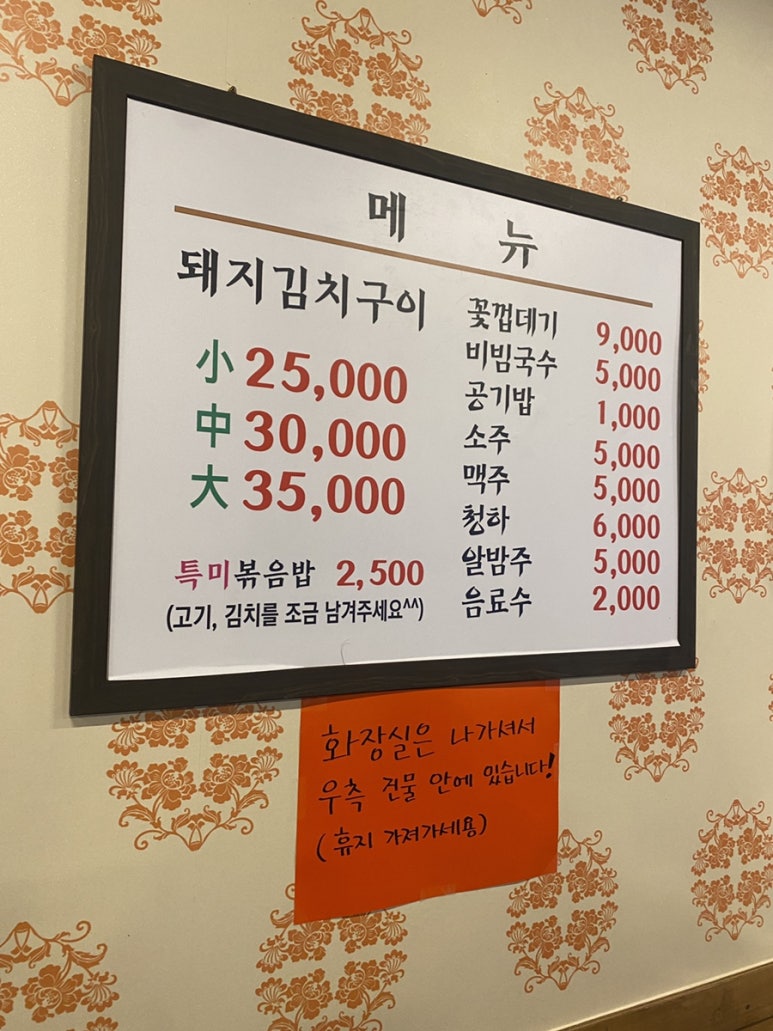 메 뉴
돼지김치구이
小 25,000
中 30,000
大 35,000
특미볶음밥 2,500
(고기, 김치를 조금 남겨주세요^^)
꽃껍데기 9,000
비빔국수 5,000
공기밥 1,000
소주 5,000
맥주 5,000
청하 6,000
알밤주 5,000
음료수 2,000
화장실은 나가셔서
우측 건물 안에 있습니다!
(휴지 가져가세용)